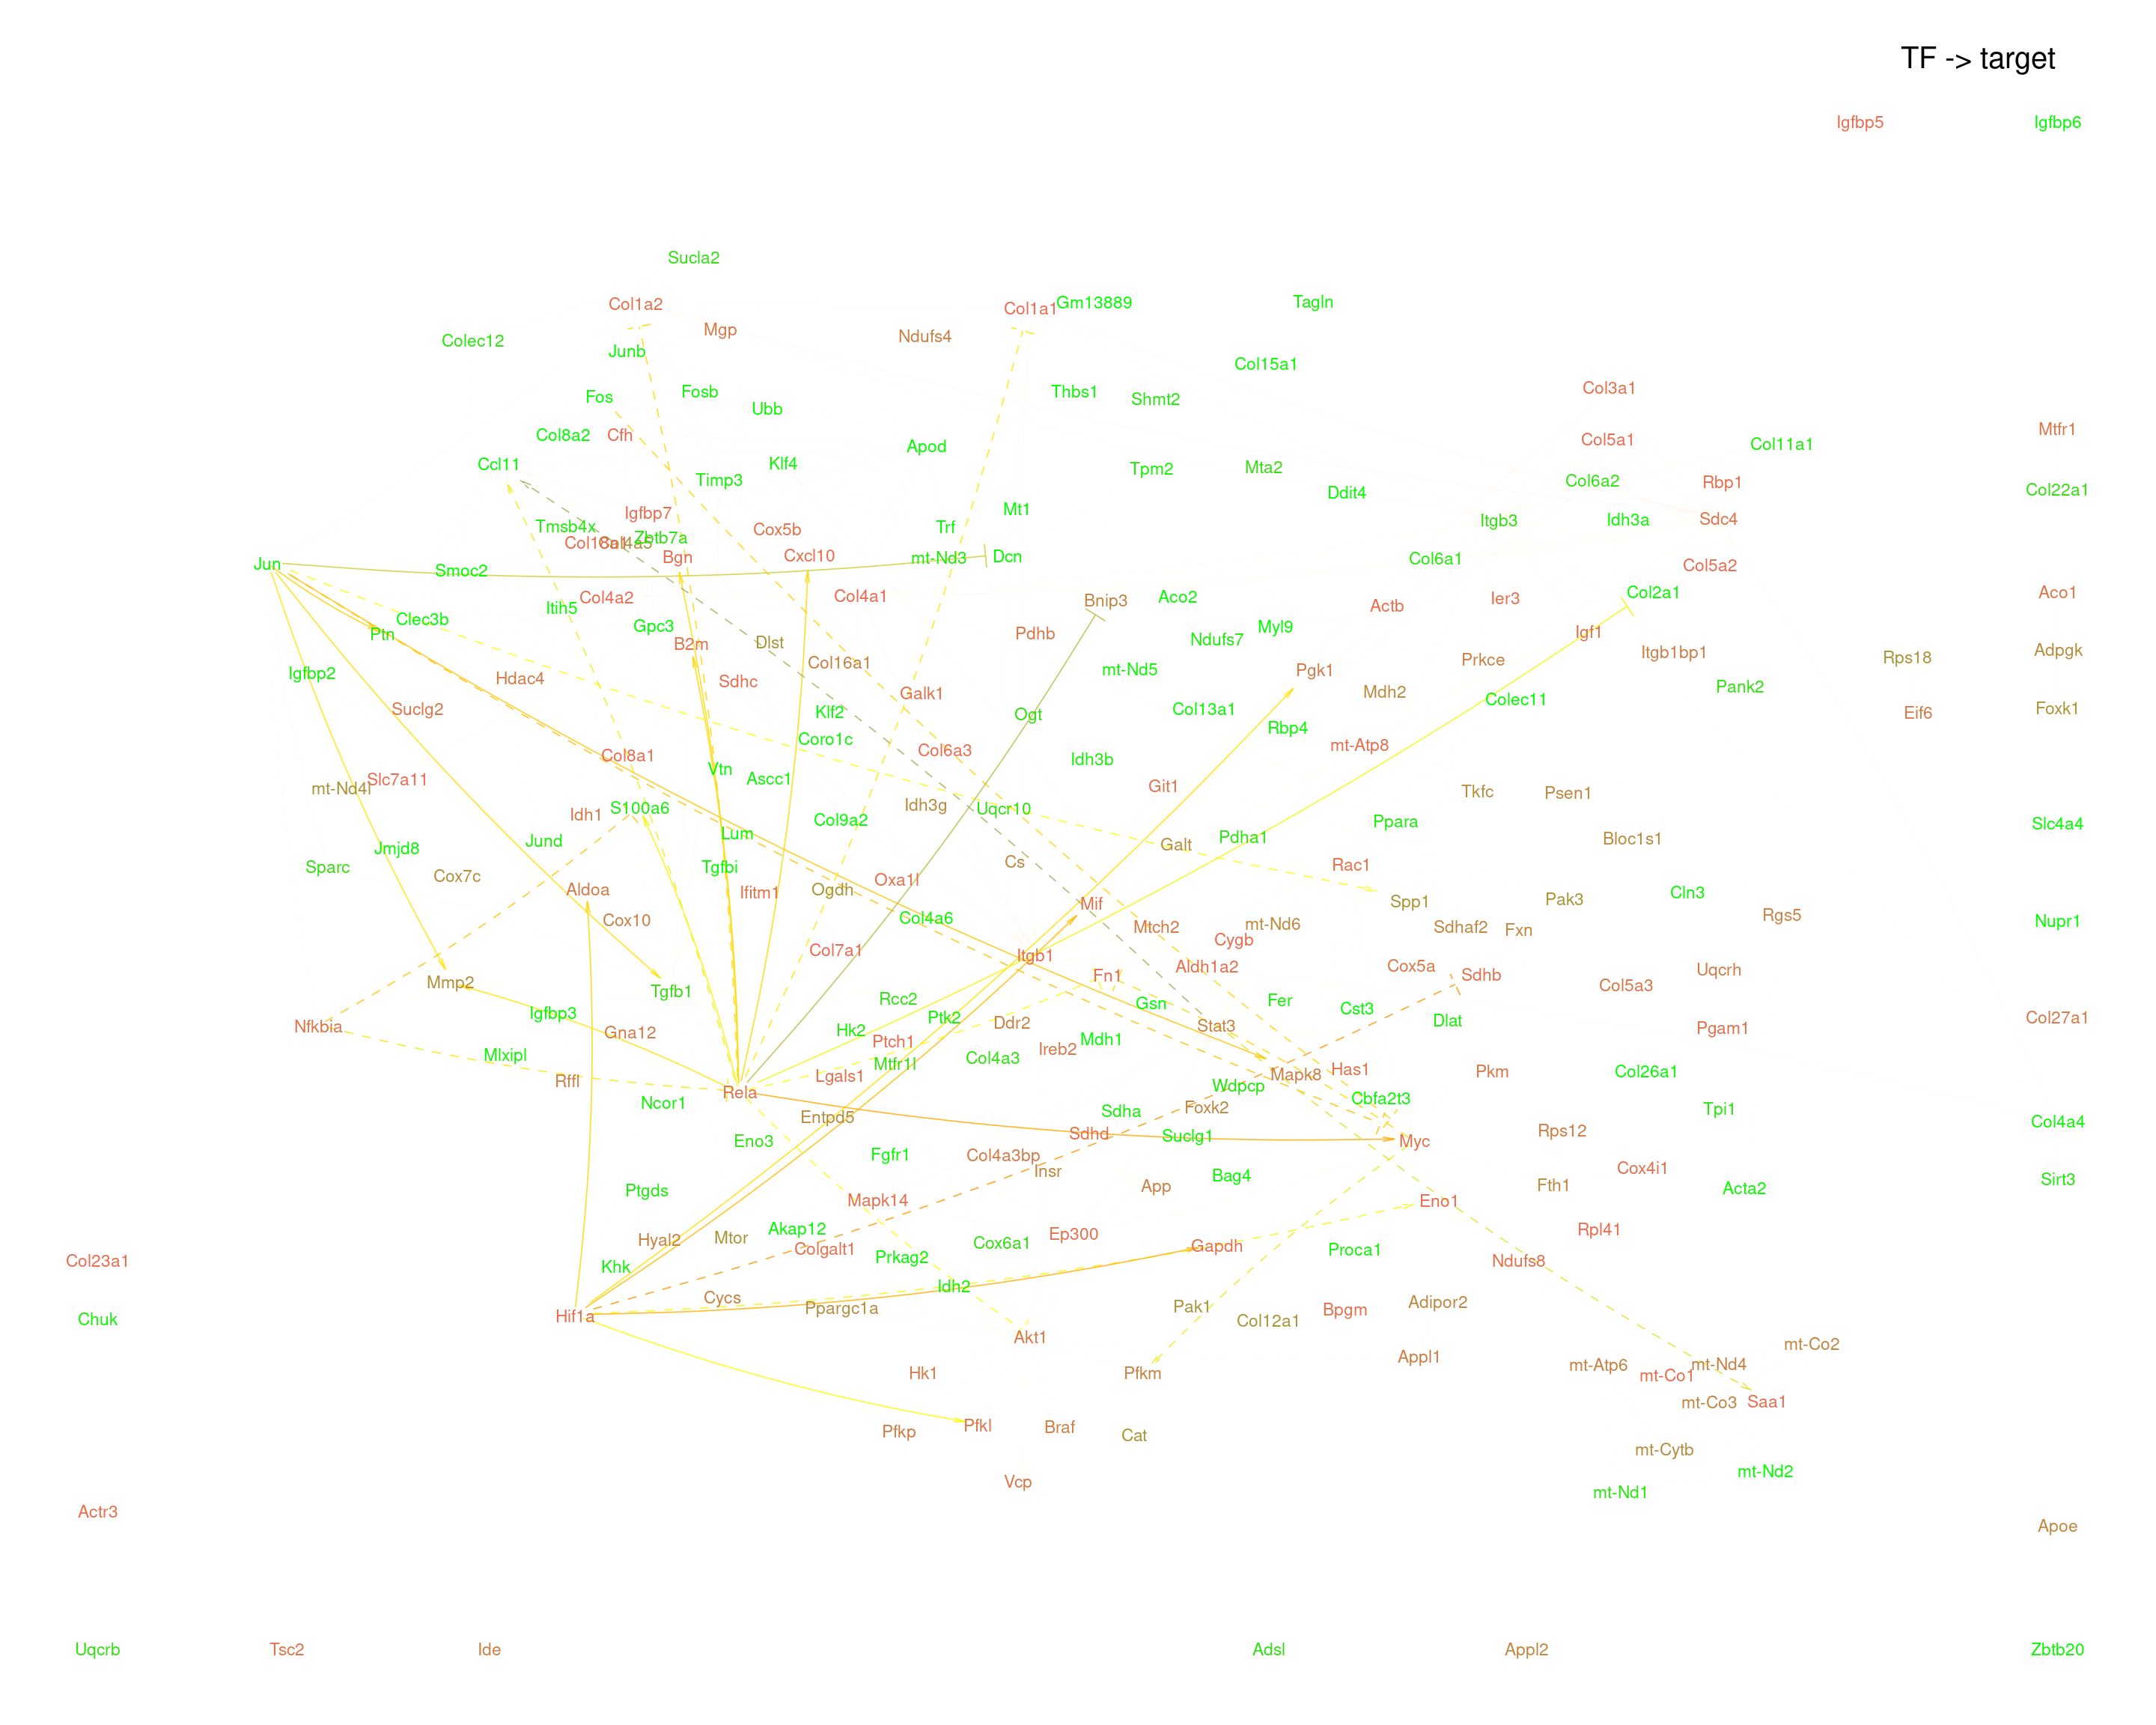 TF -> target
Igfbp5
Igfbp6
Sucla2
Col1a2
Col1a1
Gm13889
Tagln
Mgp
Ndufs4
Colec12
Junb
Col15a1
Fos
Fosb
Thbs1
Shmt2
Col3a1
Ubb
Mtfr1
Col8a2
Cfh
Apod
Col5a1
Col11a1
Ccl11
Klf4
Tpm2
Mta2
Timp3
Col6a2
Rbp1
Ddit4
Col22a1
Igfbp7
Mt1
Tmsb4x
Cox5b
Trf
Itgb3
Idh3a
Sdc4
Zbtb7a
Bgn
Cxcl10
mt-Nd3
Dcn
Col6a1
Jun
Smoc2
Col5a2
Col4a2
Col4a1
Bnip3
Aco2
Actb
Ier3
Col2a1
Aco1
Itih5
Clec3b
Ptn
Gpc3
Pdhb
Myl9
Igf1
B2m
Dlst
Ndufs7
Itgb1bp1
Adpgk
Col16a1
Prkce
Rps18
Igfbp2
Hdac4
Sdhc
mt-Nd5
Pgk1
Galk1
Mdh2
Colec11
Pank2
Suclg2
Klf2
Ogt
Col13a1
Foxk1
Eif6
Rbp4
Coro1c
Col6a3
mt-Atp8
Col8a1
Idh3b
Vtn
Ascc1
mt-Nd4l
Slc7a11
Git1
Tkfc
Psen1
Idh1
S100a6
Idh3g
Uqcr10
Col9a2
Ppara
Slc4a4
Jmjd8
Jund
Lum
Galt
Pdha1
Bloc1s1
Sparc
Cox7c
Tgfbi
Cs
Rac1
Aldoa
Ifitm1
Ogdh
Oxa1l
Mif
Spp1
Pak3
Cln3
Cox10
Col4a6
Mtch2
mt-Nd6
Sdhaf2
Fxn
Rgs5
Nupr1
Col7a1
Itgb1
Cygb
Mmp2
Tgfb1
Fn1
Aldh1a2
Cox5a
Sdhb
Col5a3
Uqcrh
Igfbp3
Rcc2
Gsn
Fer
Cst3
Nfkbia
Gna12
Hk2
Ptk2
Ddr2
Stat3
Dlat
Pgam1
Col27a1
Mlxipl
Ptch1
Mtfr1l
Col4a3
Ireb2
Mdh1
Rffl
Rela
Lgals1
Wdpcp
Mapk8
Has1
Pkm
Col26a1
Ncor1
Entpd5
Sdha
Foxk2
Cbfa2t3
Tpi1
Col4a4
Eno3
Fgfr1
Sdhd
Suclg1
Myc
Rps12
Col4a3bp
Insr
Cox4i1
Ptgds
Mapk14
App
Bag4
Eno1
Fth1
Acta2
Sirt3
Hyal2
Mtor
Akap12
Colgalt1
Prkag2
Cox6a1
Ep300
Gapdh
Proca1
Rpl41
Col23a1
Khk
Idh2
Ndufs8
Chuk
Hif1a
Cycs
Ppargc1a
Akt1
Pak1
Col12a1
Bpgm
Adipor2
mt-Co2
Hk1
Pfkm
Appl1
mt-Atp6
mt-Co1
mt-Nd4
mt-Co3
Saa1
Pfkp
Pfkl
Braf
Cat
mt-Cytb
mt-Nd2
Vcp
mt-Nd1
Actr3
Apoe
Uqcrb
Tsc2
Ide
Adsl
Appl2
Zbtb20